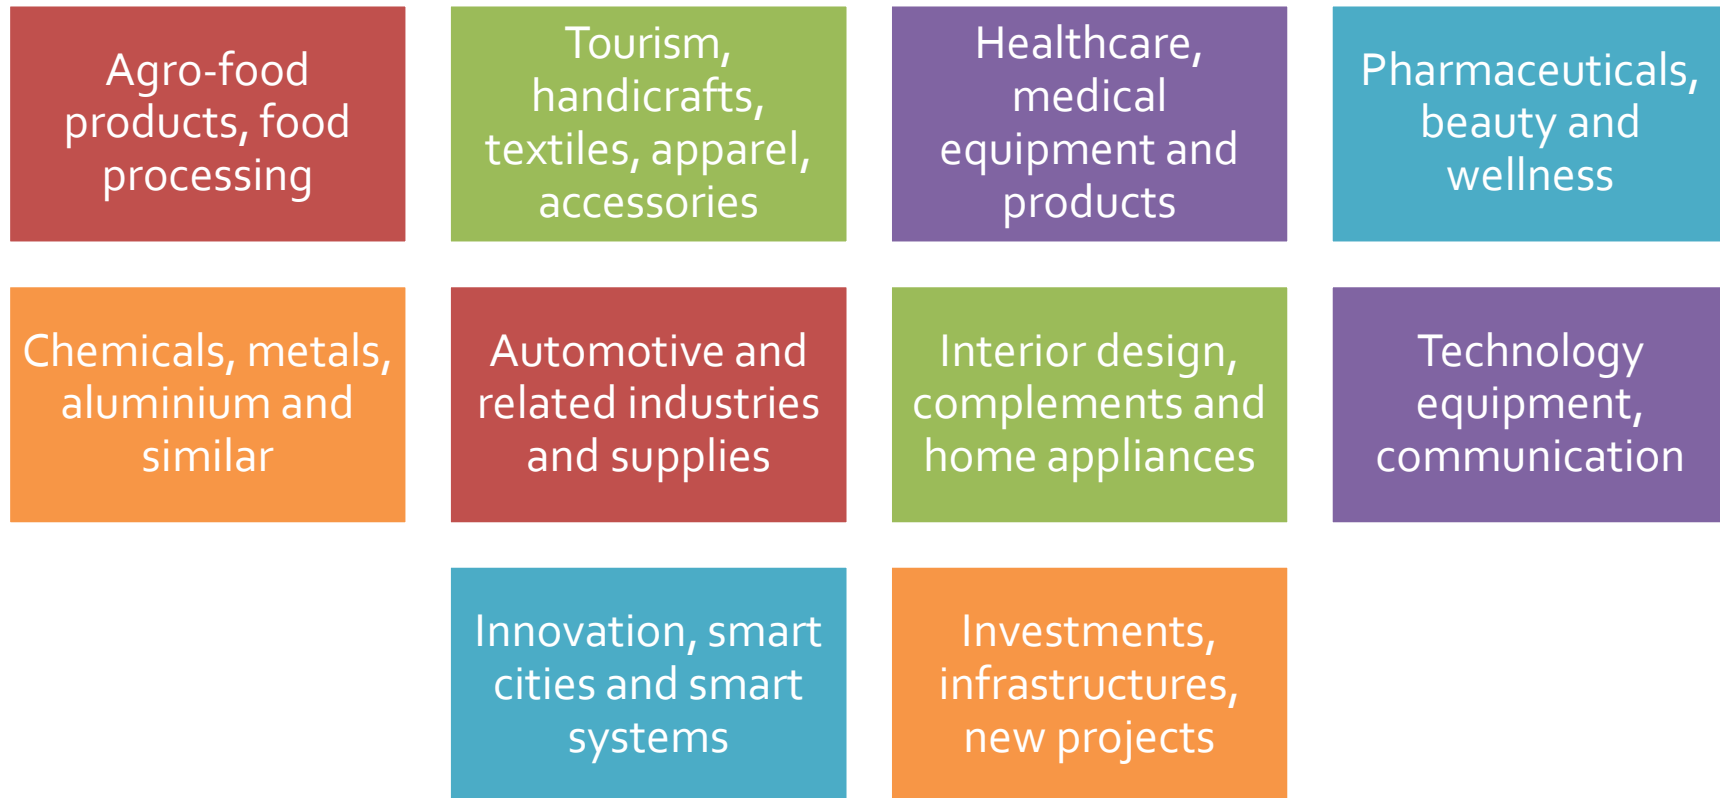 Agro-food
products, food
processing
Tourism,
handicrafts,
textiles, apparel,
accessories
Healthcare,
medical
equipment and
products
Pharmaceuticals,
beauty and
wellness
Chemicals, metals,
aluminium and
similar
Automotive and
related industries
and supplies
Interior design,
complements and
home appliances
Technology
equipment,
communication
Innovation, smart
cities and smart
systems
Investments,
infrastructures,
new projects